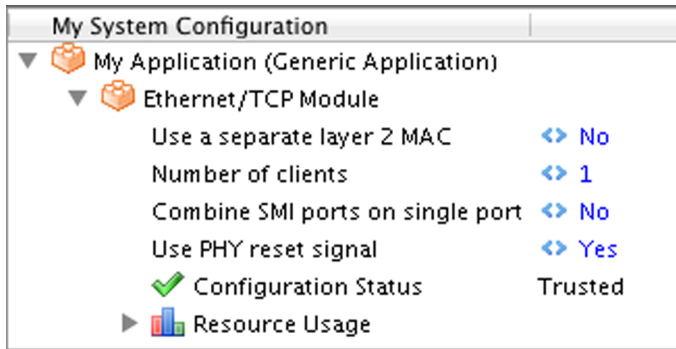 My System Configuration
My Application (Generic Application)
Ethernet/TCP Module
Use a separate layer 2 MAC No
Number of clients 1
Combine SMI ports on single port No
Use PHY reset signal Yes
Configuration Status Trusted
Resource Usage